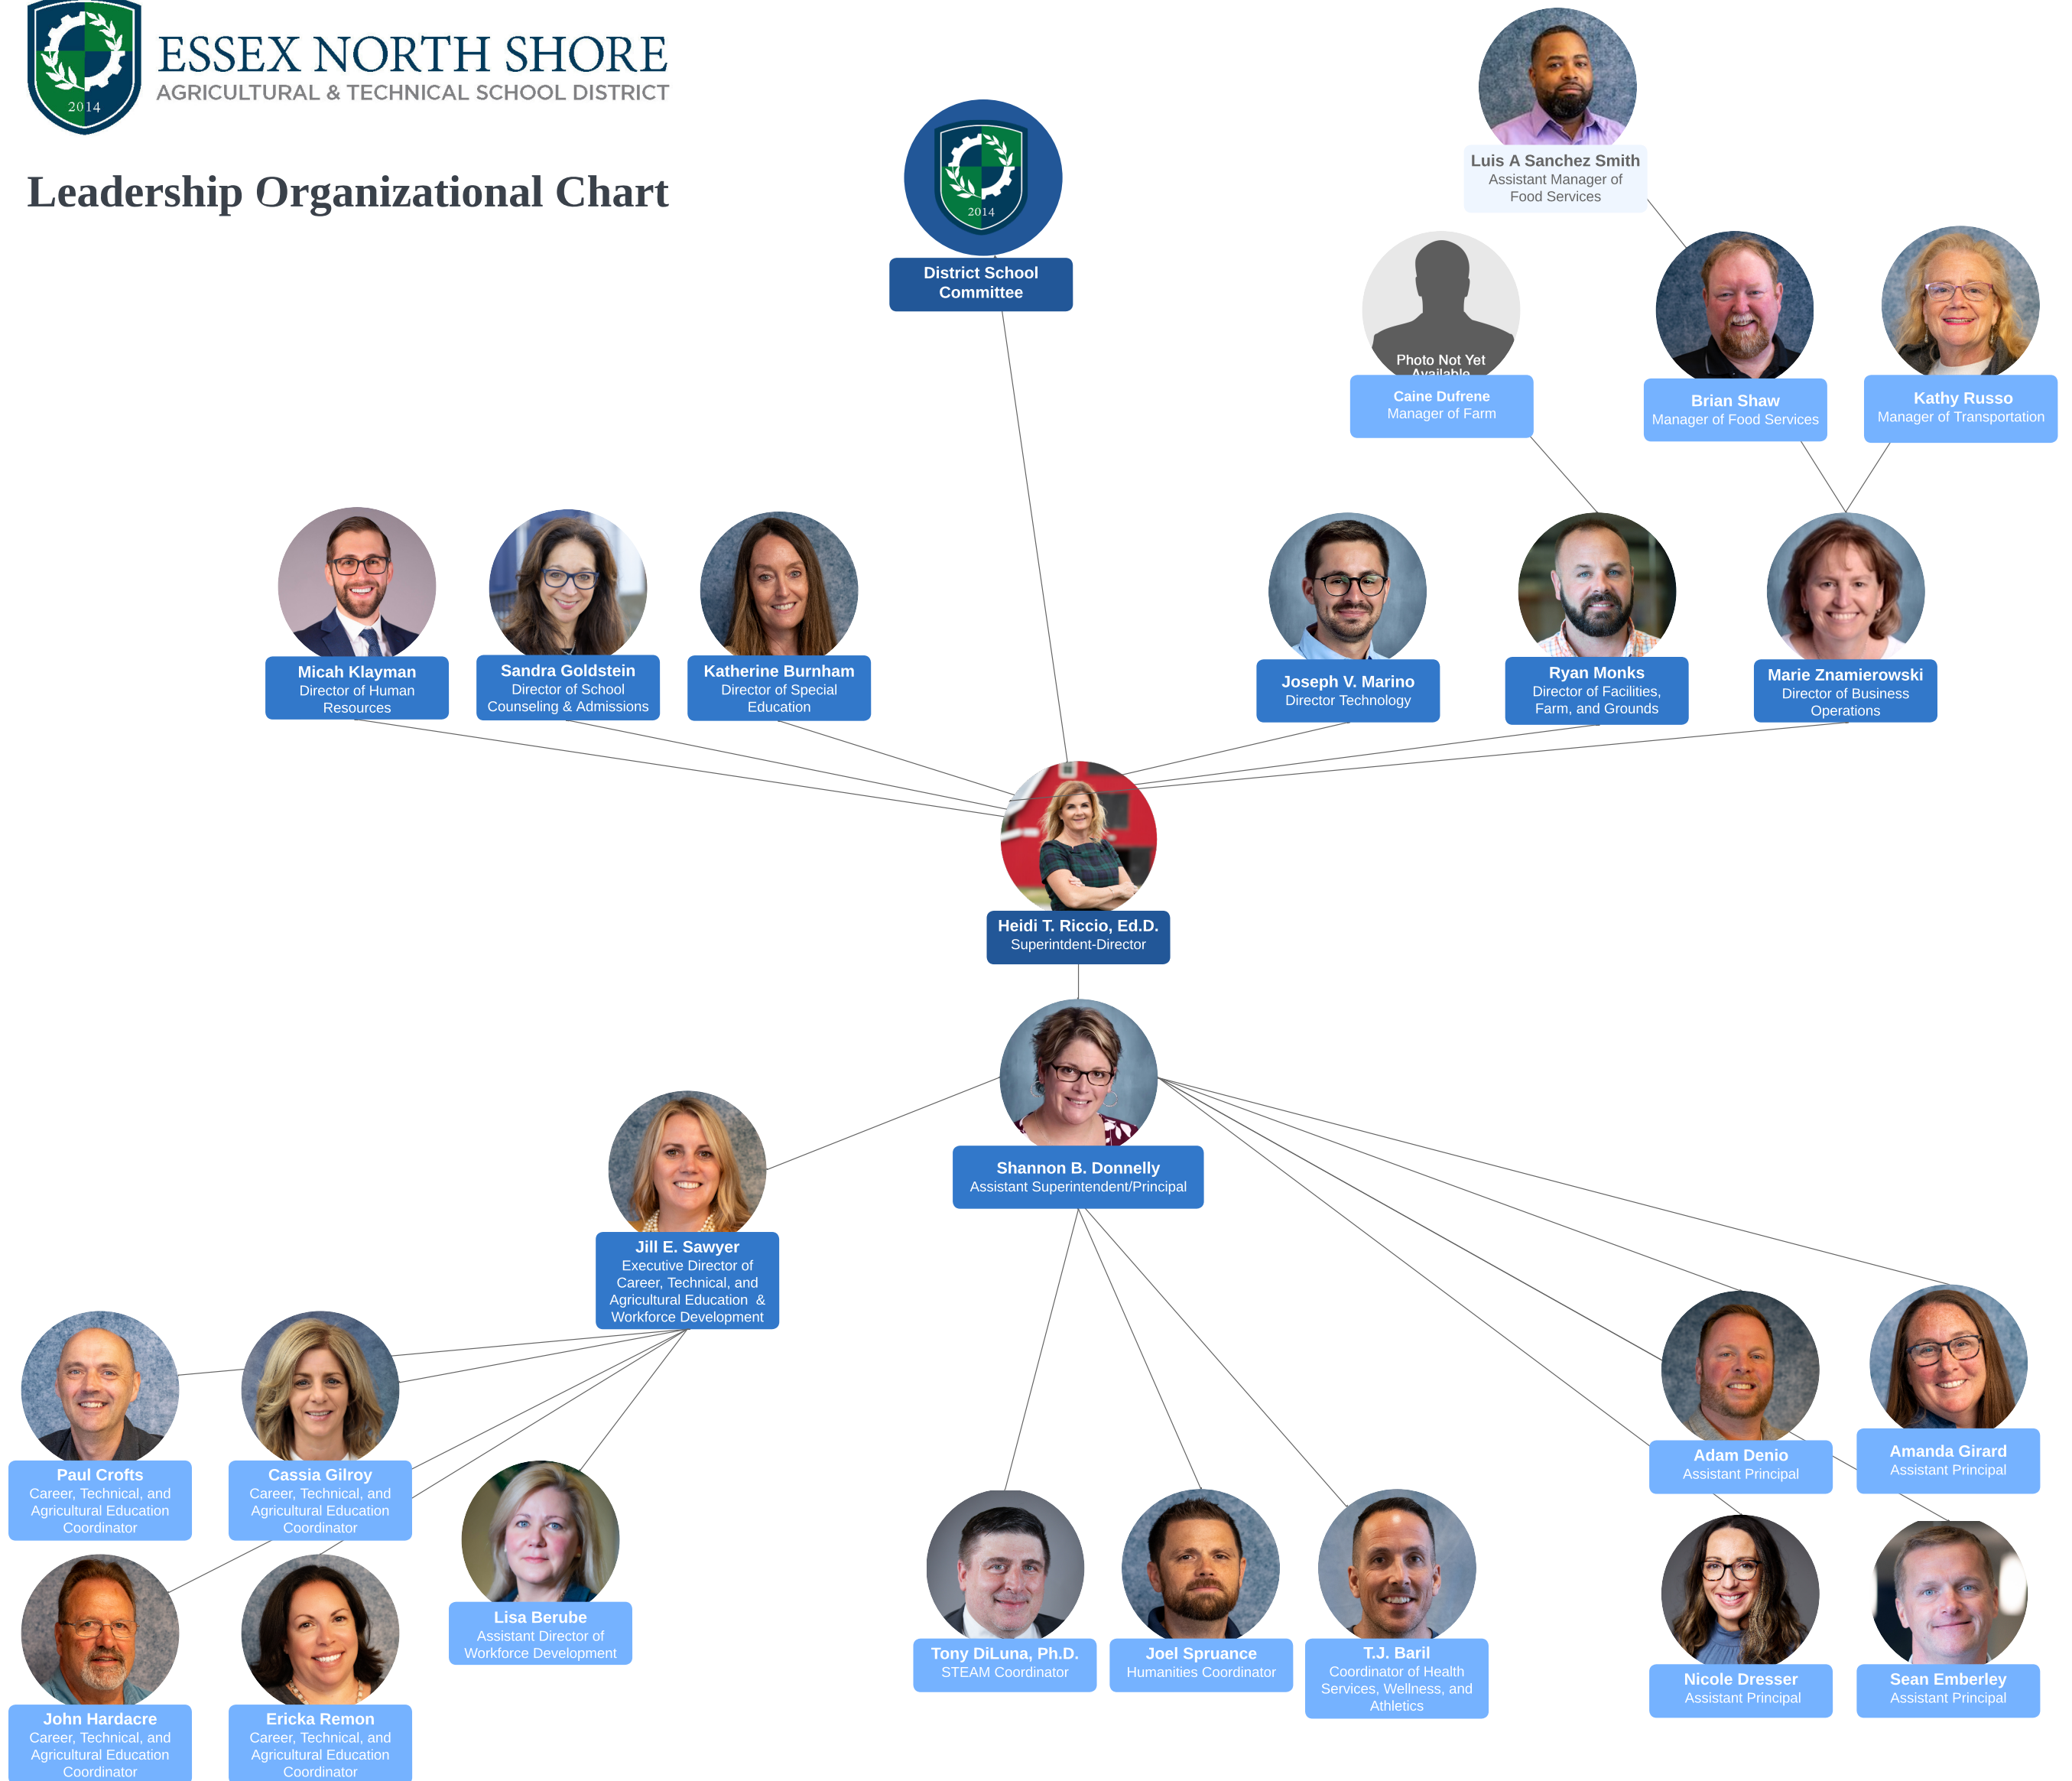 2014
ESSEX NORTH SHORE
AGRICULTURAL & TECHNICAL SCHOOL DISTRICT
Leadership Organizational Chart
2014
District School
Committee
Luis A Sanchez Smith
Assistant Manager of
Food Services
Photo Not Yet
Available
Caine Dufrene
Manager of Farm
Brian Shaw
Manager of Food Services
Kathy Russo
Manager of Transportation
Micah Klayman
Director of Human
Resources
Sandra Goldstein
Director of School
Counseling & Admissions
Katherine Burnham
Director of Special
Education
Joseph V. Marino
Director Technology
Ryan Monks
Director of Facilities,
Farm, and Grounds
Marie Znamierowski
Director of Business
Operations
Heidi T. Riccio, Ed.D.
Superintdent-Director
Shannon B. Donnelly
Assistant Superintendent/Principal
Jill E. Sawyer
Executive Director of
Career, Technical, and
Agricultural Education &
Workforce Development
Paul Crofts
Career, Technical, and
Agricultural Education
Coordinator
Cassia Gilroy
Career, Technical, and
Agricultural Education
Coordinator
Lisa Berube
Assistant Director of
Workforce Development
John Hardacre
Career, Technical, and
Agricultural Education
Coordinator
Ericka Remon
Career, Technical, and
Agricultural Education
Coordinator
Tony DiLuna, Ph.D.
STEAM Coordinator
Joel Spruance
Humanities Coordinator
T.J. Baril
Coordinator of Health
Services, Wellness, and
Athletics
Adam Denio
Assistant Principal
Amanda Girard
Assistant Principal
Nicole Dresser
Assistant Principal
Sean Emberley
Assistant Principal